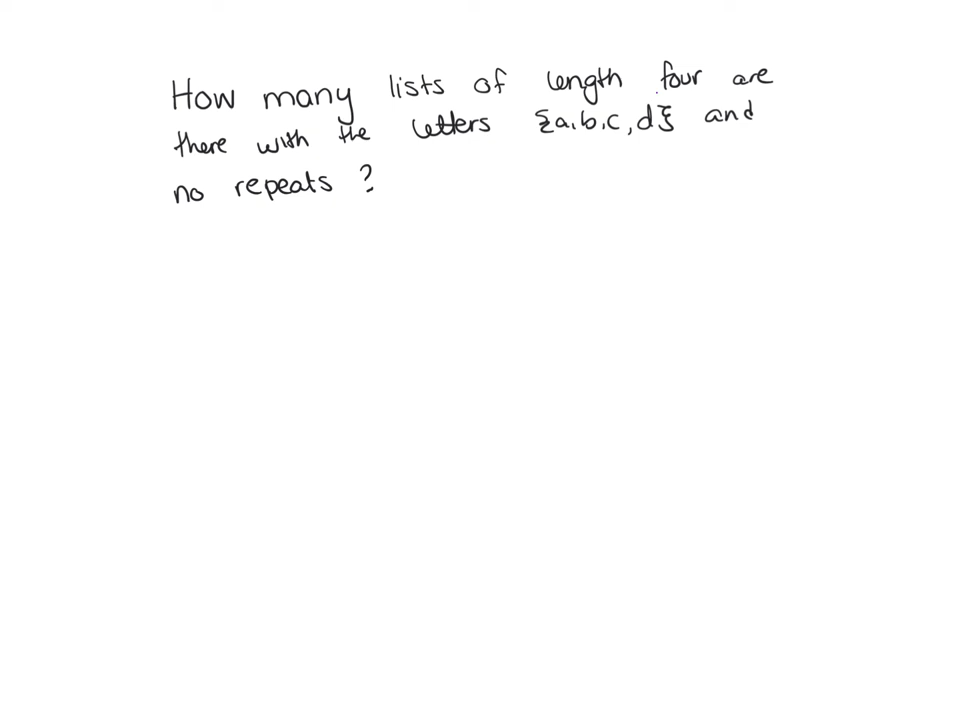 How many lists of length four are
there with the letters {a,b,c,d} and
no repeats ?